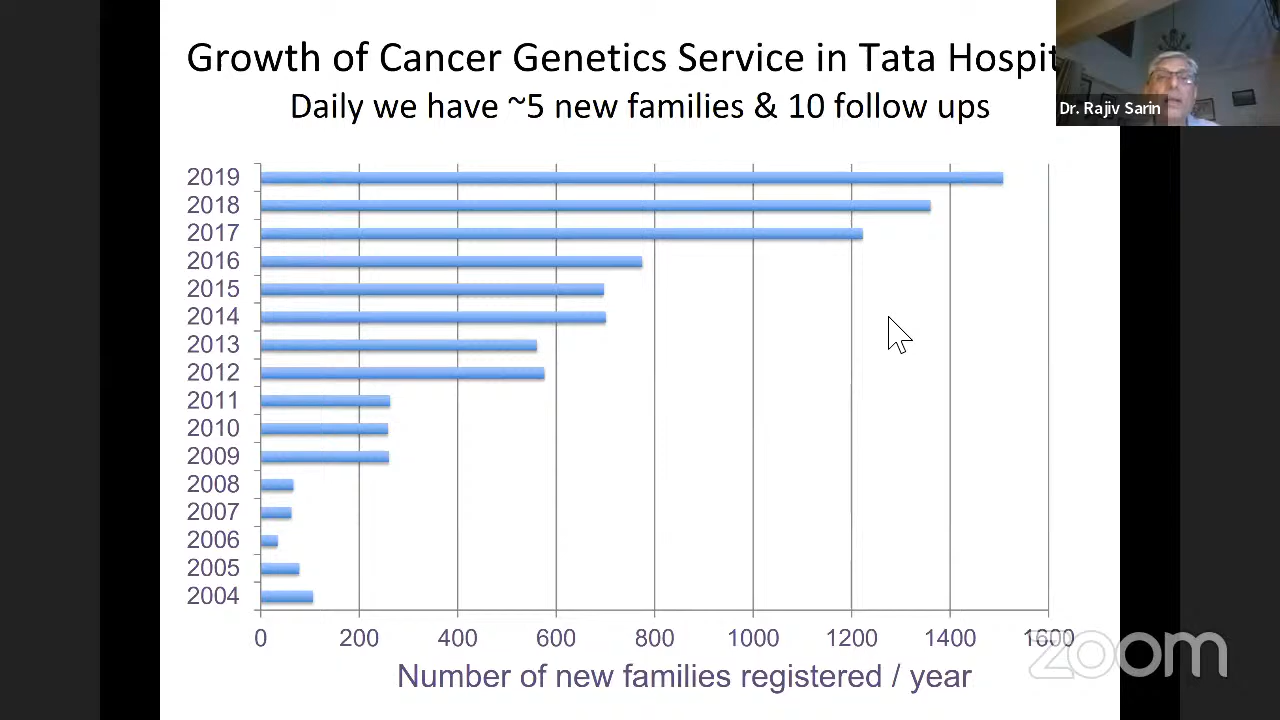 Growth of Cancer Genetics Service in Tata Hospit
Daily we have ~5 new families & 10 follow ups
Dr. Rajiv Sarin
2019
2018
2017
2016
2015
2014
2013
2012
2011
2010
2009
2008
2007
2006
2005
2004
0 200 400 600 800 1000 1200 1400 1600
Number of new families registered / year
zoom